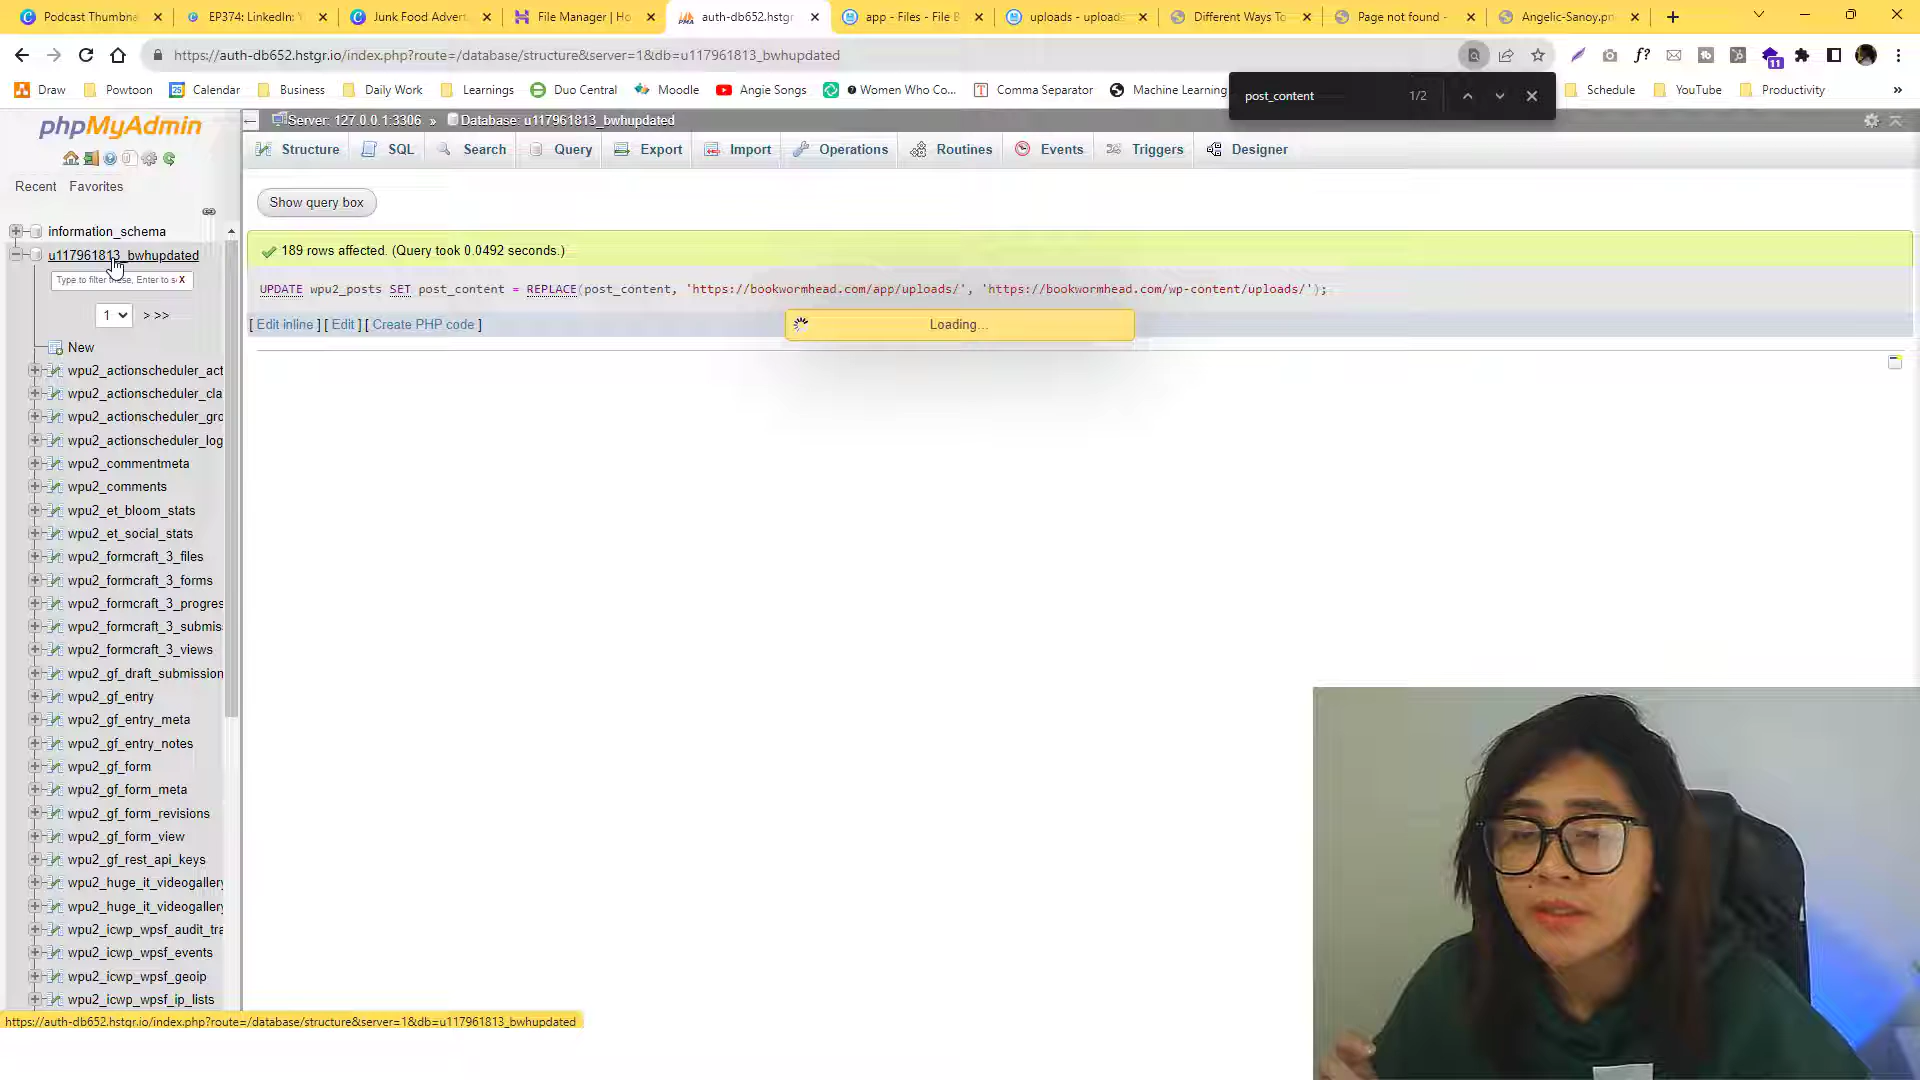 Podcast Thumbna
EP374: LinkedIn: Y
Junk Food Advert
File Manager | Ho
auth-db652.hstgr
app - Files - File B
uploads - upload
Different Ways To
Page not found -
Angelic-Sanoy.pn
https://auth-db652.hstgr.io/index.php?route=/database/structure&server=1&db=u117961813_bwhupdated
f?
11
Draw
Powtoon
Calendar
Business
Daily Work
Learnings
Duo Central
Moodle
Angie Songs
Women Who Co...
Comma Separator
Machine Learning
Schedule
YouTube
Productivity
»
post_content 1/2
phpMyAdmin
Recent Favorites
information_schema
u117961813_bwhupdated
X
1 > >>
New
wpu2_actionscheduler_act
wpu2_actionscheduler_cla
wpu2_actionscheduler_gro
wpu2_actionscheduler_log
wpu2_commentmeta
wpu2_comments
wpu2_et_bloom_stats
wpu2_et_social_stats
wpu2_formcraft_3_files
wpu2_formcraft_3_forms
wpu2_formcraft_3_progres
wpu2_formcraft_3_submis
wpu2_formcraft_3_views
wpu2_gf_draft_submission
wpu2_gf_entry
wpu2_gf_entry_meta
wpu2_gf_entry_notes
wpu2_gf_form
wpu2_gf_form_meta
wpu2_gf_form_revisions
wpu2_gf_form_view
wpu2_gf_rest_api_keys
wpu2_huge_it_videogallery
wpu2_huge_it_videogallery
wpu2_icwp_wpsf_audit_tra
wpu2_icwp_wpsf_events
wpu2_icwp_wpsf_geoip
wpu2_icwp_wpsf_ip_lists
Server: 127.0.0.1:3306 » Database: u117961813_bwhupdated
Structure SQL Search Query Export Import Operations Routines Events Triggers Designer
Show query box
189 rows affected. (Query took 0.0492 seconds.)
UPDATE wpu2_posts SET post_content = REPLACE(post_content, 'https://bookwormhead.com/app/uploads/', 'https://bookwormhead.com/wp-content/uploads/');
[ Edit inline ] [ Edit ] [ Create PHP code ]
Loading...
https://auth-db652.hstgr.io/index.php?route=/database/structure&server=1&db=u117961813_bwhupdated